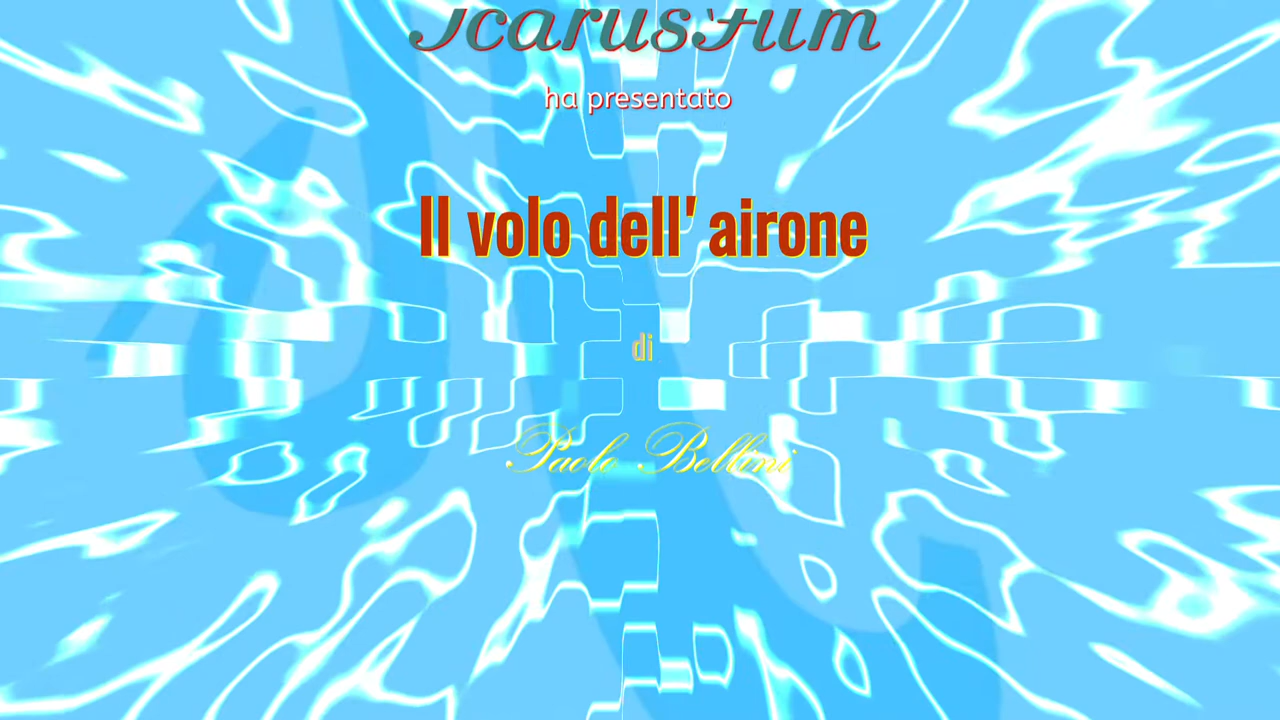 IcarusFilm
ha presentato
Il volo dell' airone
di
Paolo Bellini